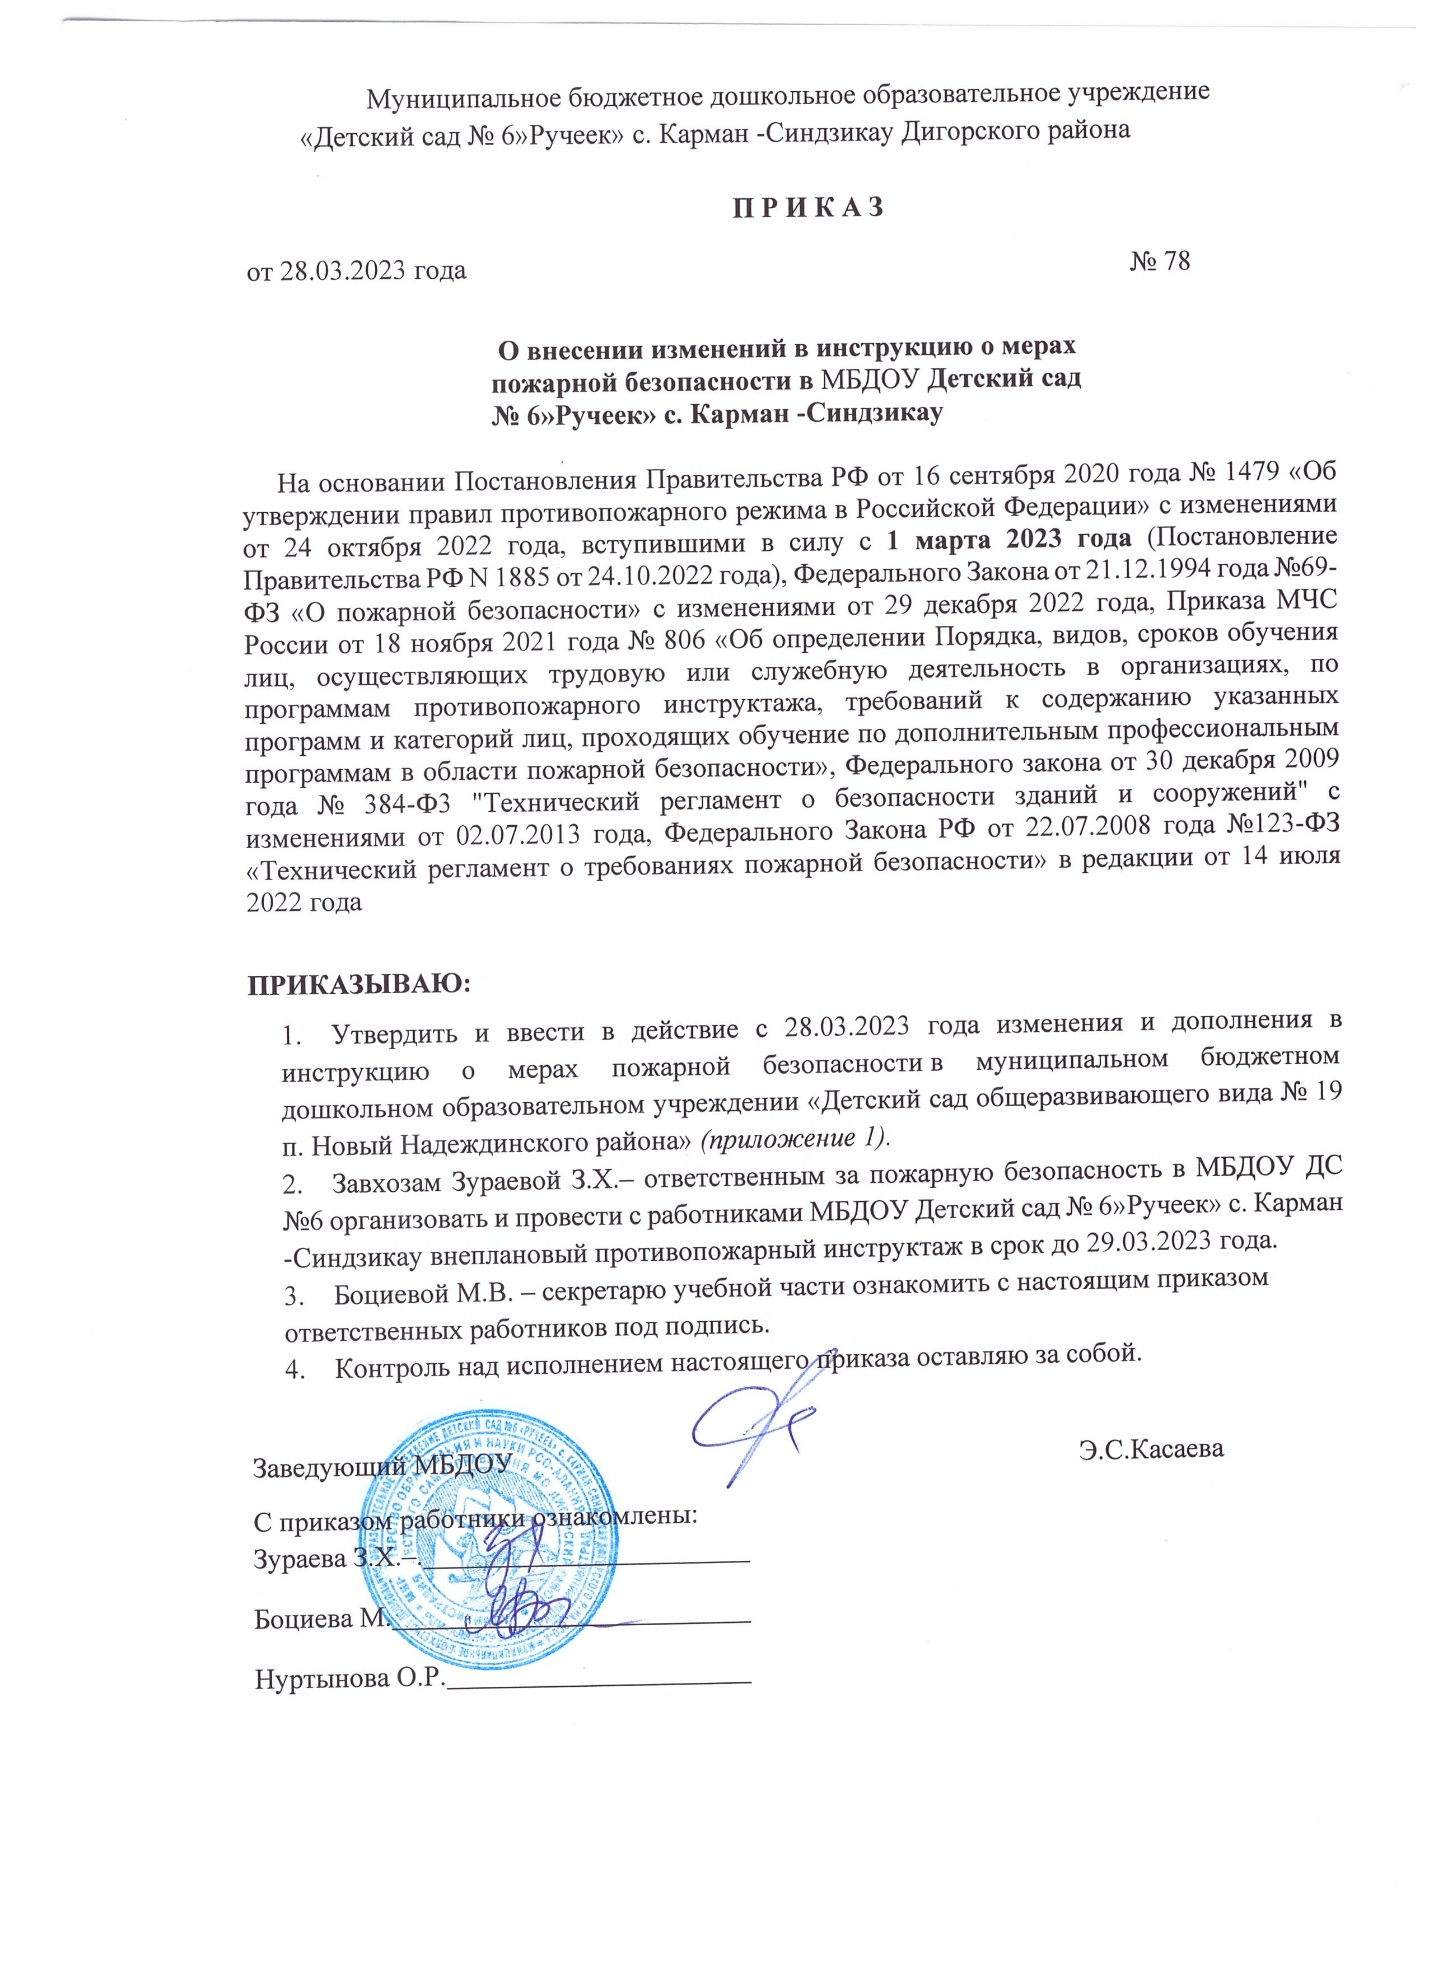 Муниципальное бюджетное дошкольное образовательное учреждение
«Детский сад № 6»Ручеек» с. Карман -Синдзикау Дигорского района
П Р И К А З
от 28.03.2023 года № 78
О внесении изменений в инструкцию о мерах
пожарной безопасности в МБДОУ Детский сад
№ 6»Ручеек» с. Карман -Синдзикау
На основании Постановления Правительства РФ от 16 сентября 2020 года № 1479 «Об
утверждении правил противопожарного режима в Российской Федерации» с изменениями
от 24 октября 2022 года, вступившими в силу с 1 марта 2023 года (Постановление
Правительства РФ N 1885 от 24.10.2022 года), Федерального Закона от 21.12.1994 года №69-
ФЗ «О пожарной безопасности» с изменениями от 29 декабря 2022 года, Приказа МЧС
России от 18 ноября 2021 года № 806 «Об определении Порядка, видов, сроков обучения
лиц, осуществляющих трудовую или служебную деятельность в организациях, по
программам противопожарного инструктажа, требований к содержанию указанных
программ и категорий лиц, проходящих обучение по дополнительным профессиональным
программам в области пожарной безопасности», Федерального закона от 30 декабря 2009
года № 384-ФЗ "Технический регламент о безопасности зданий и сооружений" с
изменениями от 02.07.2013 года, Федерального Закона РФ от 22.07.2008 года №123-ФЗ
«Технический регламент о требованиях пожарной безопасности» в редакции от 14 июля
2022 года
ПРИКАЗЫВАЮ:
1. Утвердить и ввести в действие с 28.03.2023 года изменения и дополнения в
инструкцию о мерах пожарной безопасности в муниципальном бюджетном
дошкольном образовательном учреждении «Детский сад общеразвивающего вида № 19
п. Новый Надеждинского района» (приложение 1).
2. Завхозам Зураевой З.Х.– ответственным за пожарную безопасность в МБДОУ ДС
№6 организовать и провести с работниками МБДОУ Детский сад № 6»Ручеек» с. Карман
-Синдзикау внеплановый противопожарный инструктаж в срок до 29.03.2023 года.
3. Боциевой М.В. – секретарю учебной части ознакомить с настоящим приказом
ответственных работников под подпись.
4. Контроль над исполнением настоящего приказа оставляю за собой.
Заведующий МБДОУ Э.С.Касаева
С приказом работники ознакомлены:
Зураева З.Х.–.
Боциева М.
Нуртынова О.Р.